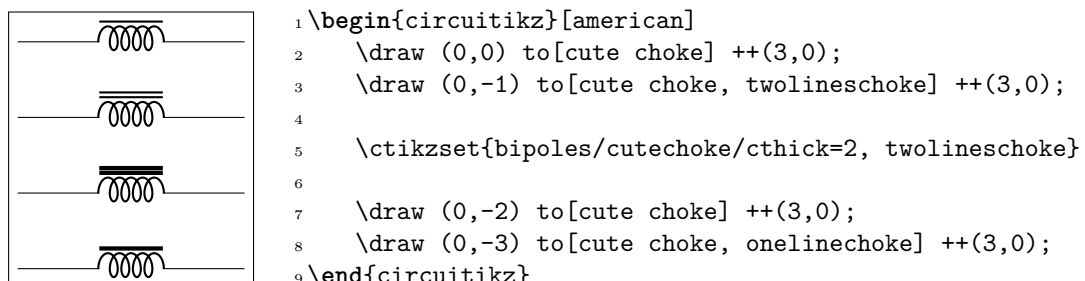 1 \begin{circuitikz}[american]
2 \draw (0,0) to[cute choke] ++(3,0);
3 \draw (0,-1) to[cute choke, twolineschoke] ++(3,0);
4
5 \ctikzset{bipoles/cutechoke/cthick=2, twolineschoke}
6
7 \draw (0,-2) to[cute choke] ++(3,0);
8 \draw (0,-3) to[cute choke, onelinechoke] ++(3,0);
9 \end{circuitikz}